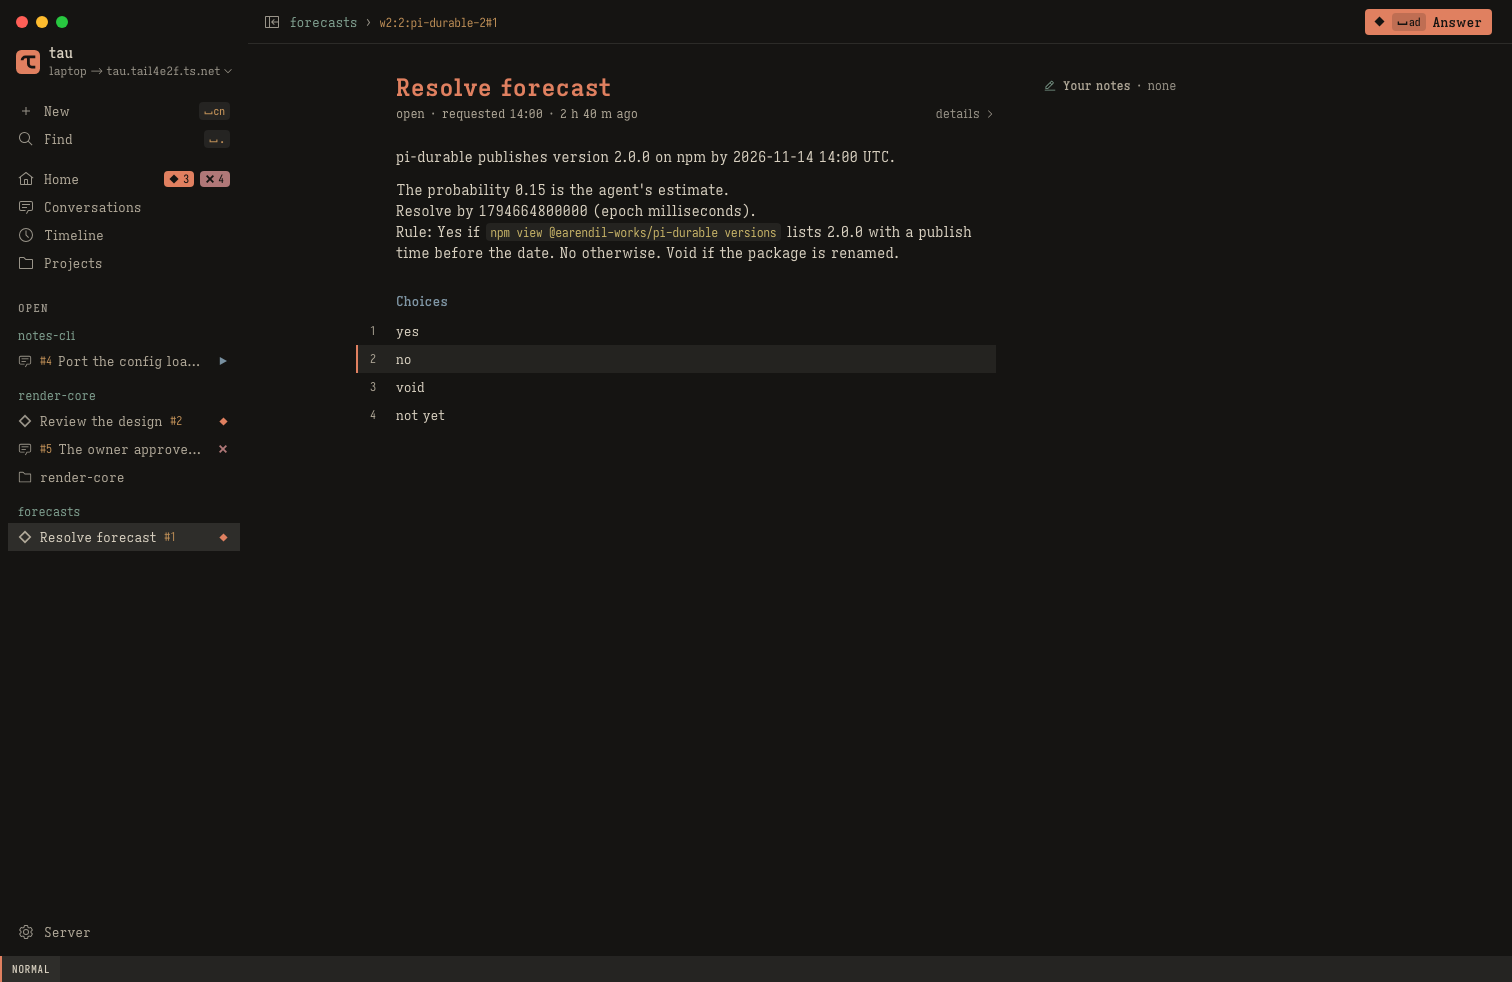 forecasts › w2:2:pi-durable-2#1
ad Answer
tau
laptop → tau.tail4e2f.ts.net
New cn
Find .
Home 3 4
Conversations
Timeline
Projects
OPEN
notes-cli
#4 Port the config loa...
render-core
Review the design #2
#5 The owner approve...
render-core
forecasts
Resolve forecast #1
Server
NORMAL
Resolve forecast
open · requested 14:00 · 2 h 40 m ago
details
pi-durable publishes version 2.0.0 on npm by 2026-11-14 14:00 UTC.
The probability 0.15 is the agent's estimate.
Resolve by 1794664800000 (epoch milliseconds).
Rule: Yes if npm view @earendil-works/pi-durable versions lists 2.0.0 with a publish
time before the date. No otherwise. Void if the package is renamed.
Choices
1 yes
2 no
3 void
4 not yet
Your notes · none